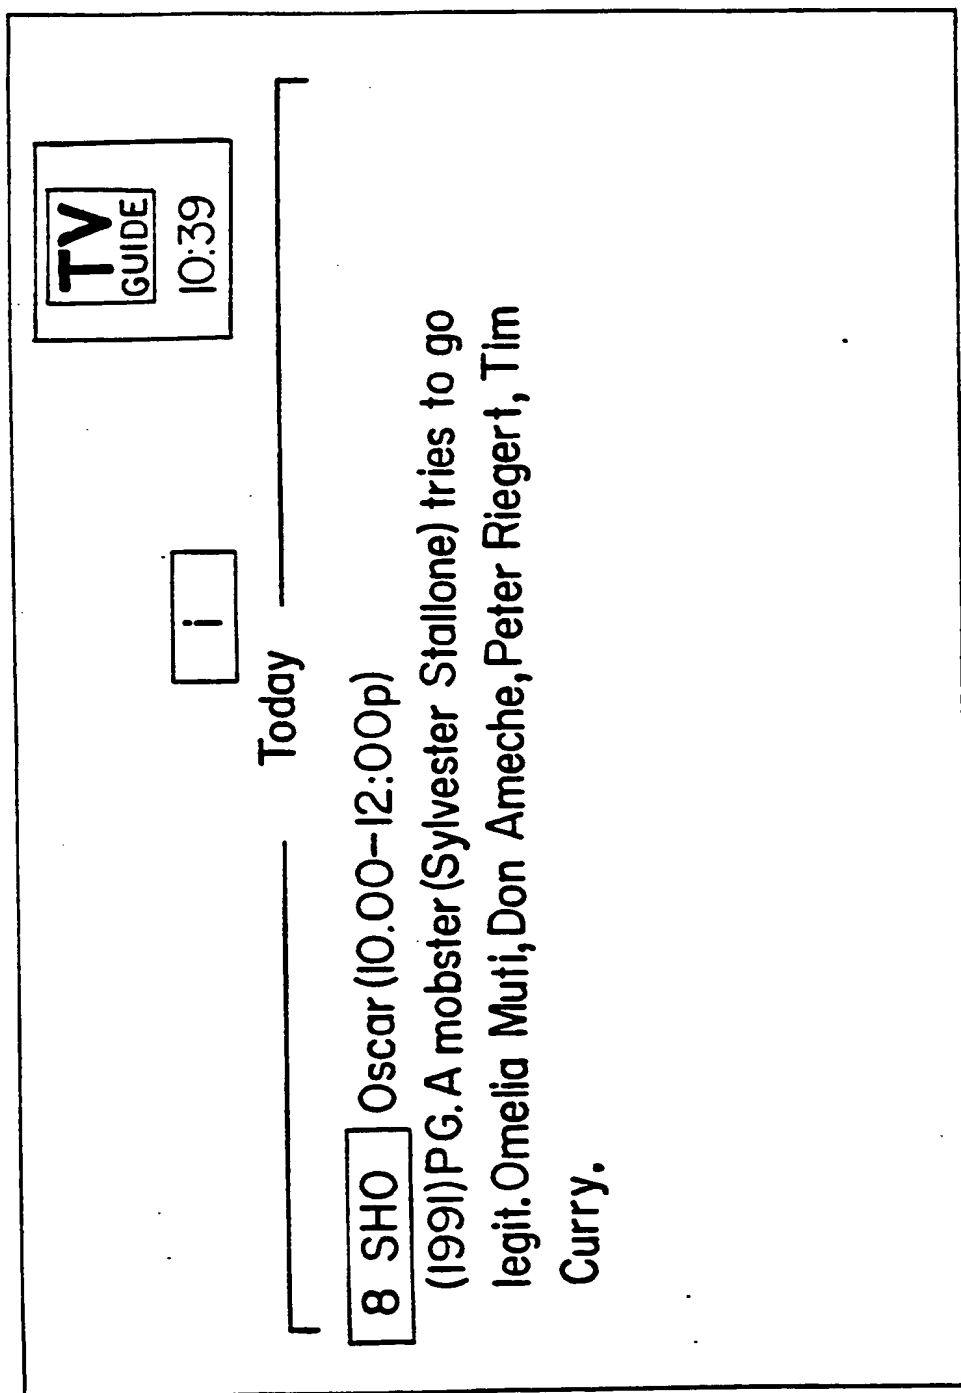 TV
GUIDE
10:39
i
Today
8 SHO Oscar (10.00-12:00p)
(1991) PG. A mobster (Sylvester Stallone) tries to go
legit. Omelia Muti, Don Ameche, Peter Riegert, Tim
Curry.